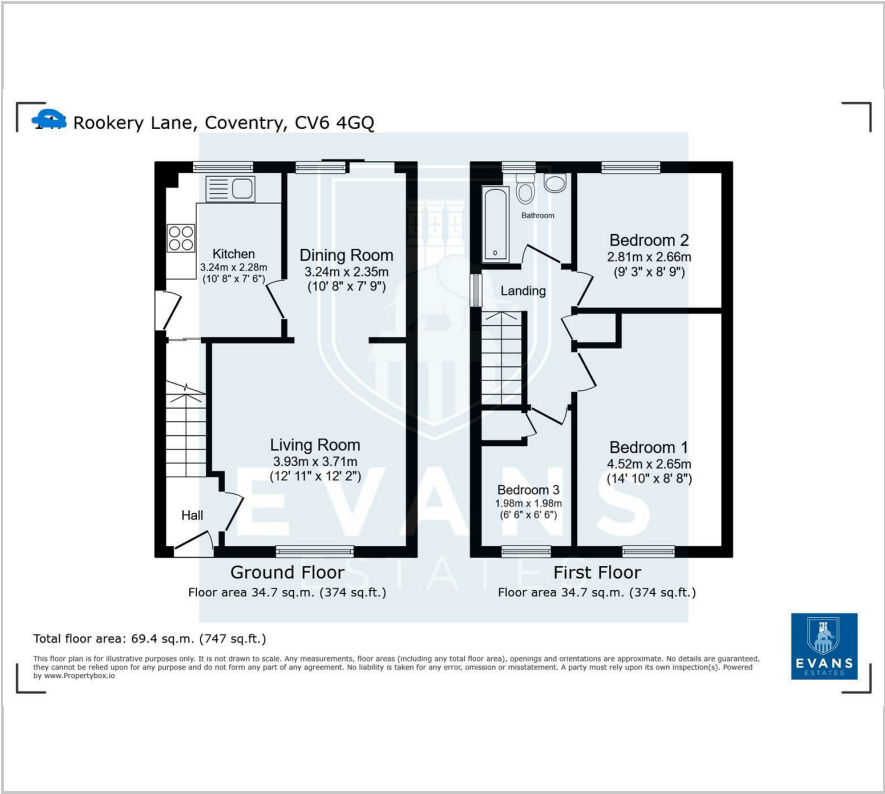 Rookery Lane, Coventry, CV6 4GQ
Kitchen
3.24m x 2.28m
(10' 8" x 7' 6")
Dining Room
3.24m x 2.35m
(10' 8" x 7' 9")
Living Room
3.93m x 3.71m
(12' 11" x 12' 2")
Hall
Bathroom
Landing
Bedroom 2
2.81m x 2.66m
(9' 3" x 8' 9")
Bedroom 1
4.52m x 2.65m
(14' 10" x 8' 8")
Bedroom 3
1.98m x 1.98m
(6' 6" x 6' 6")
EVANS
ESTATES
Ground Floor
Floor area 34.7 sq.m. (374 sq.ft.)
First Floor
Floor area 34.7 sq.m. (374 sq.ft.)
Total floor area: 69.4 sq.m. (747 sq.ft.)
This floor plan is for illustrative purposes only. It is not drawn to scale. Any measurements, floor areas (including any total floor area), openings and orientations are approximate. No details are guaranteed,
they cannot be relied upon for any purpose and do not form any part of any agreement. No liability is taken for any error, omission or misstatement. A party must rely upon its own inspection(s). Powered
by www.Propertybox.io
EVANS
ESTATES